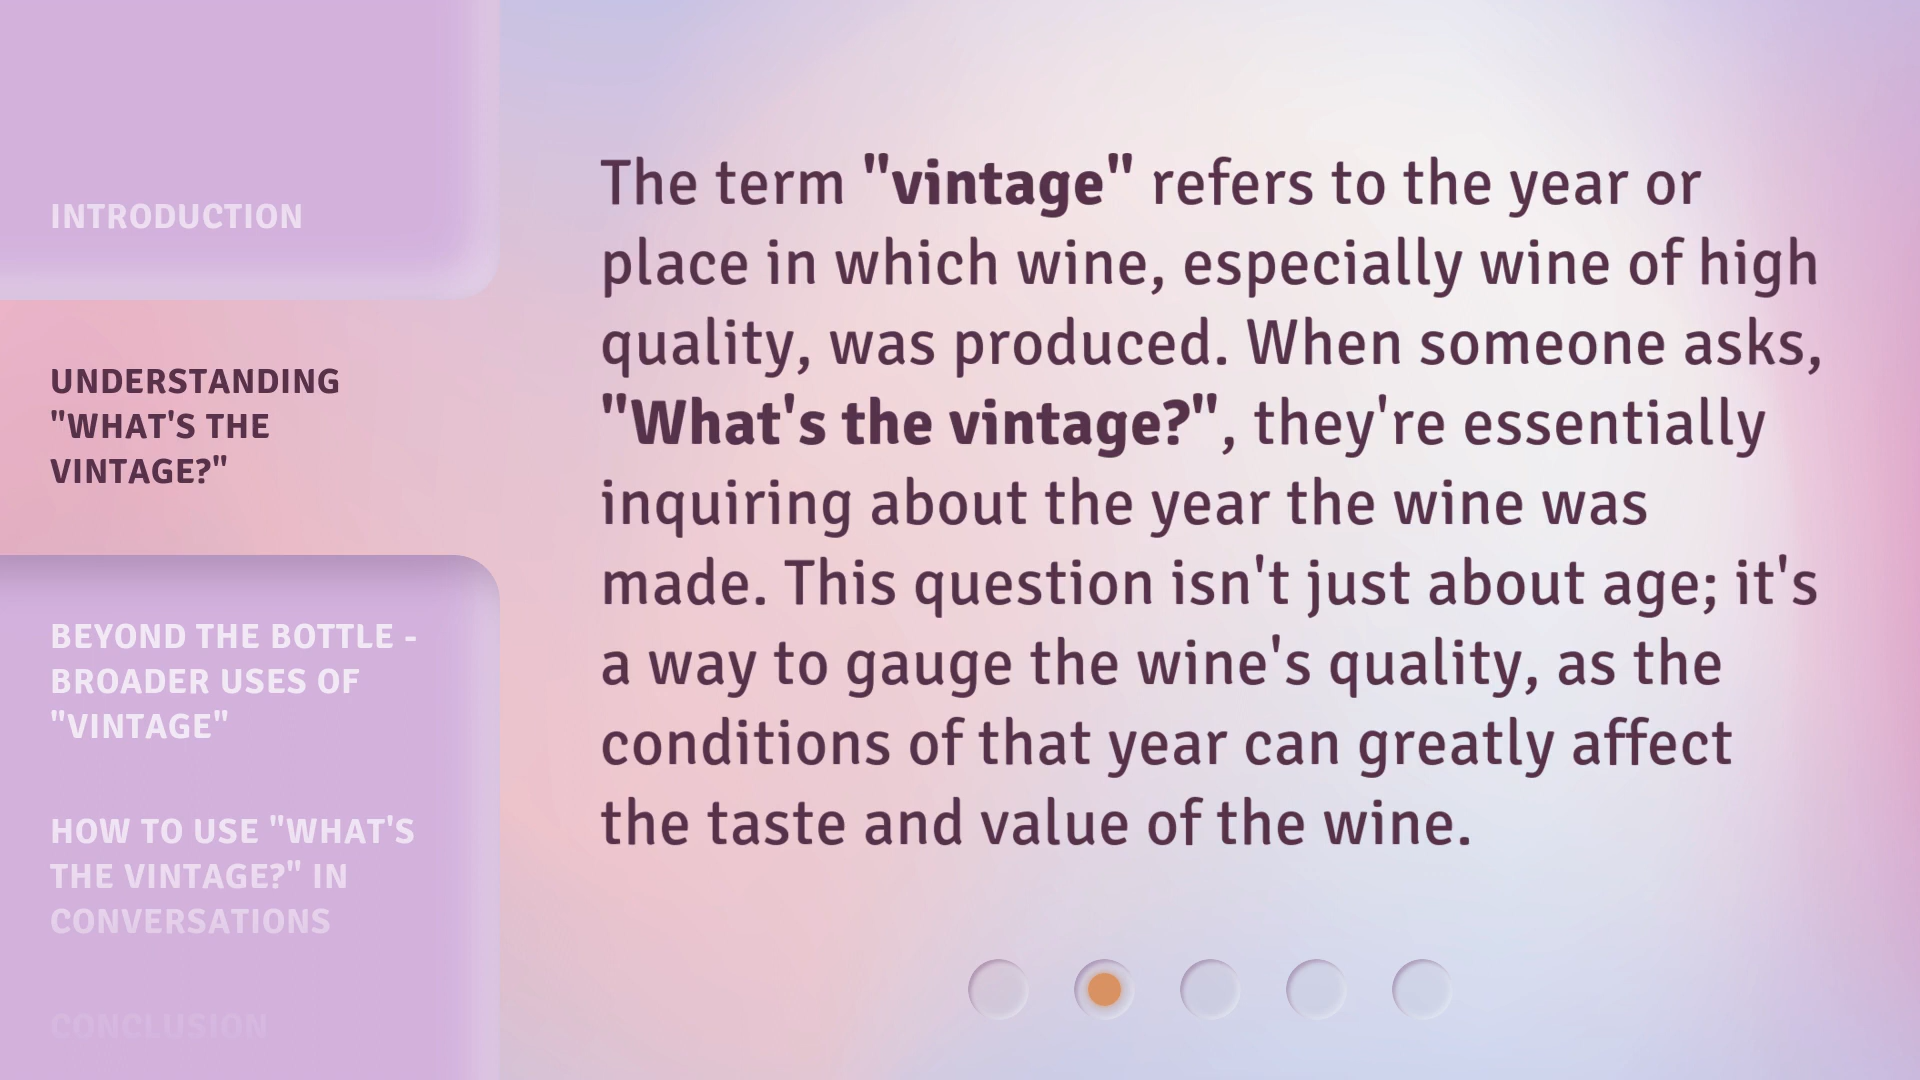 INTRODUCTION
UNDERSTANDING
"WHAT'S THE
VINTAGE?"
BEYOND THE BOTTLE -
BROADER USES OF
"VINTAGE"
HOW TO USE "WHAT'S
THE VINTAGE?" IN
CONVERSATIONS
CONCLUSION
The term "vintage" refers to the year or
place in which wine, especially wine of high
quality, was produced. When someone asks,
"What's the vintage?", they're essentially
inquiring about the year the wine was
made. This question isn't just about age; it's
a way to gauge the wine's quality, as the
conditions of that year can greatly affect
the taste and value of the wine.